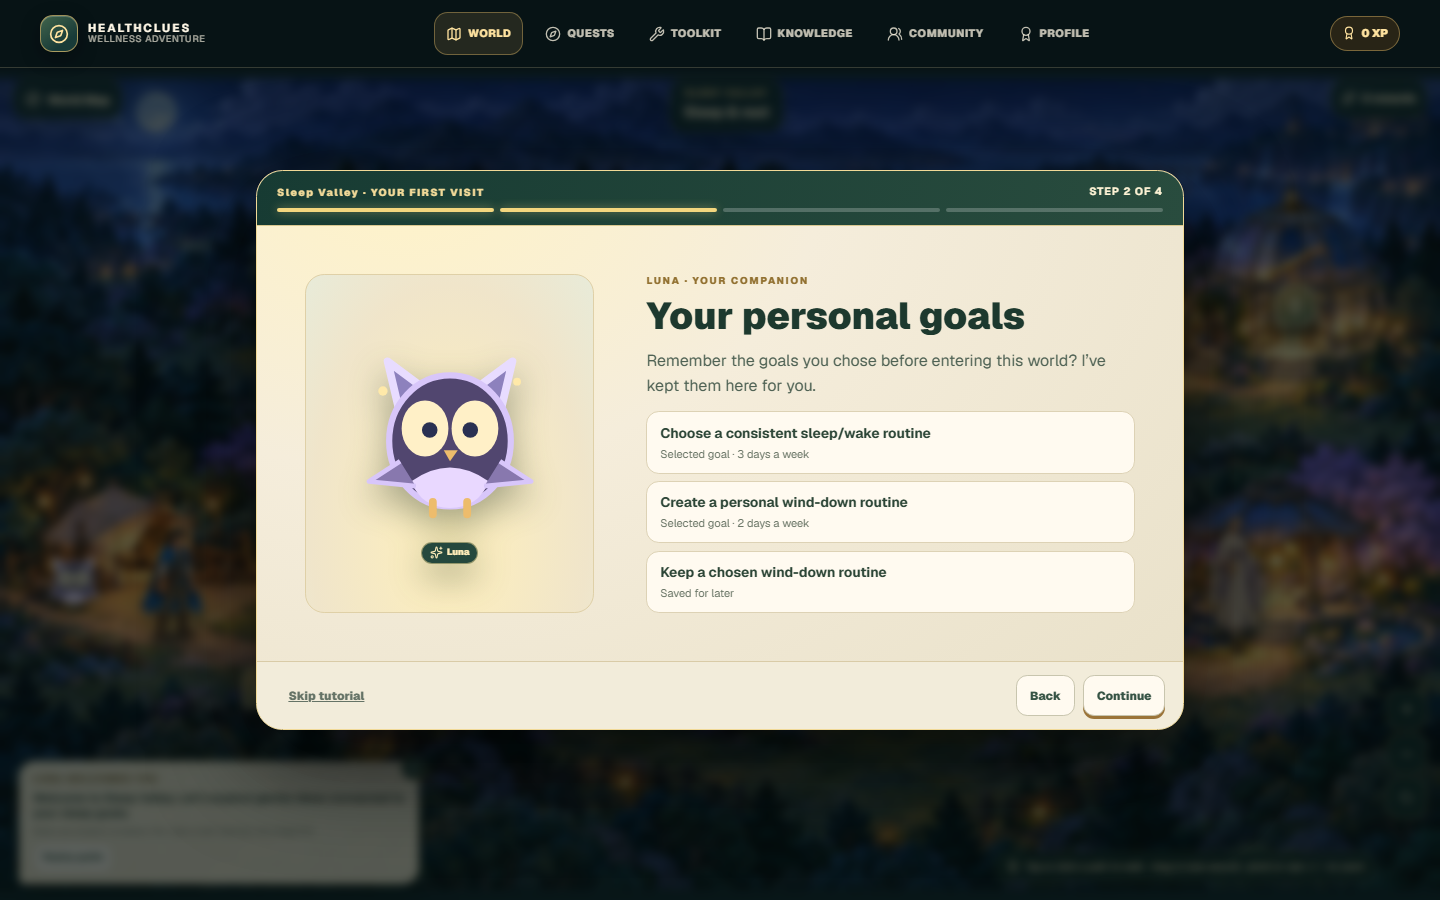 HEALTHCLUES
WELLNESS ADVENTURE
WORLD
QUESTS
TOOLKIT
KNOWLEDGE
COMMUNITY
PROFILE
0 XP
Sleep Valley · YOUR FIRST VISIT
STEP 2 OF 4
LUNA · YOUR COMPANION
Your personal goals
Remember the goals you chose before entering this world? I’ve
kept them here for you.
Choose a consistent sleep/wake routine
Selected goal · 3 days a week
Create a personal wind-down routine
Selected goal · 2 days a week
Keep a chosen wind-down routine
Saved for later
Luna
Skip tutorial
Back
Continue